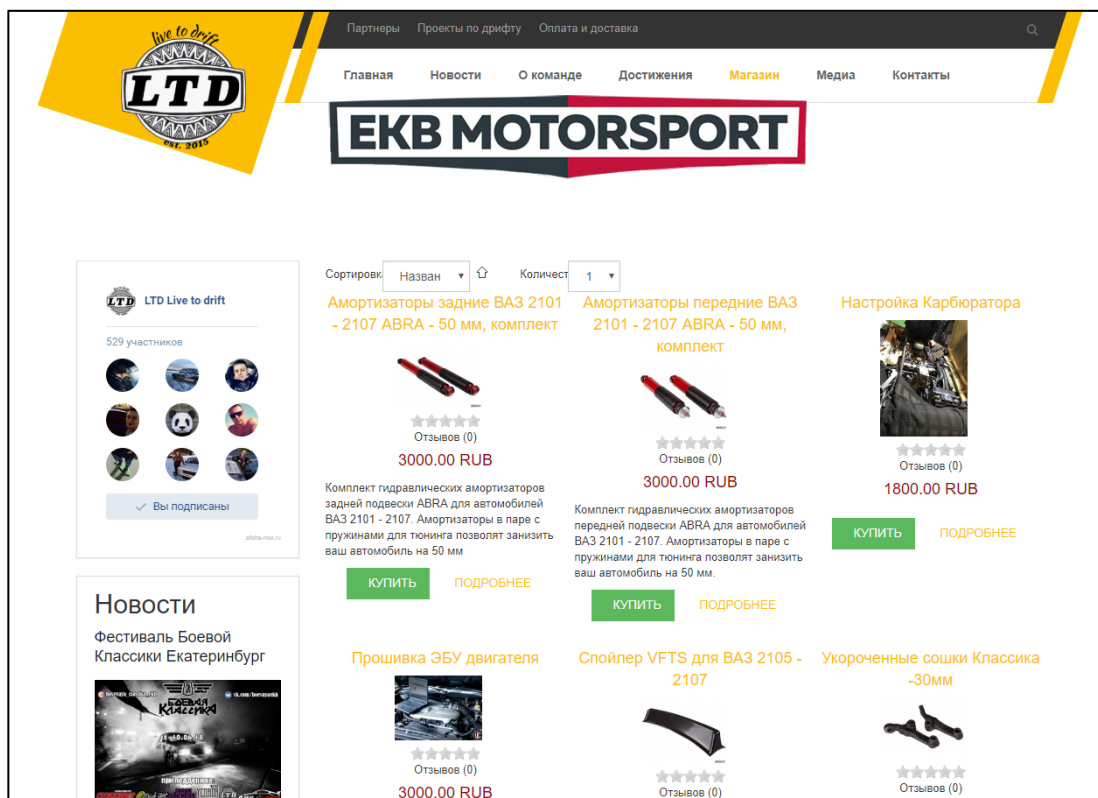 Партнеры Проекты по дрифту Оплата и доставка
live to drift
LTD
est. 2015
Главная Новости О команде Достижения Магазин Медиа Контакты
EKB MOTORSPORT
LTD LTD Live to drift
529 участников
Вы подписаны
Новости
Фестиваль Боевой
Классики Екатеринбург
БОЕВАЯ
КЛАССИКА
при поддержке:
Сортировк Назван Количест 1
Амортизаторы задние ВАЗ 2101
- 2107 ABRA - 50 мм, комплект
Отзывов (0)
3000.00 RUB
Комплект гидравлических амортизаторов
задней подвески ABRA для автомобилей
ВАЗ 2101 - 2107. Амортизаторы в паре с
пружинами для тюнинга позволят занизить
ваш автомобиль на 50 мм
КУПИТЬ ПОДРОБНЕЕ
Амортизаторы передние ВАЗ
2101 - 2107 ABRA - 50 мм,
комплект
Отзывов (0)
3000.00 RUB
Комплект гидравлических амортизаторов
передней подвески ABRA для автомобилей
ВАЗ 2101 - 2107. Амортизаторы в паре с
пружинами для тюнинга позволят занизить
ваш автомобиль на 50 мм.
КУПИТЬ ПОДРОБНЕЕ
Настройка Карбюратора
Отзывов (0)
1800.00 RUB
КУПИТЬ ПОДРОБНЕЕ
Прошивка ЭБУ двигателя
Отзывов (0)
3000.00 RUB
Спойлер VFTS для ВАЗ 2105 -
2107
Отзывов (0)
Укороченные сошки Классика
-30мм
Отзывов (0)